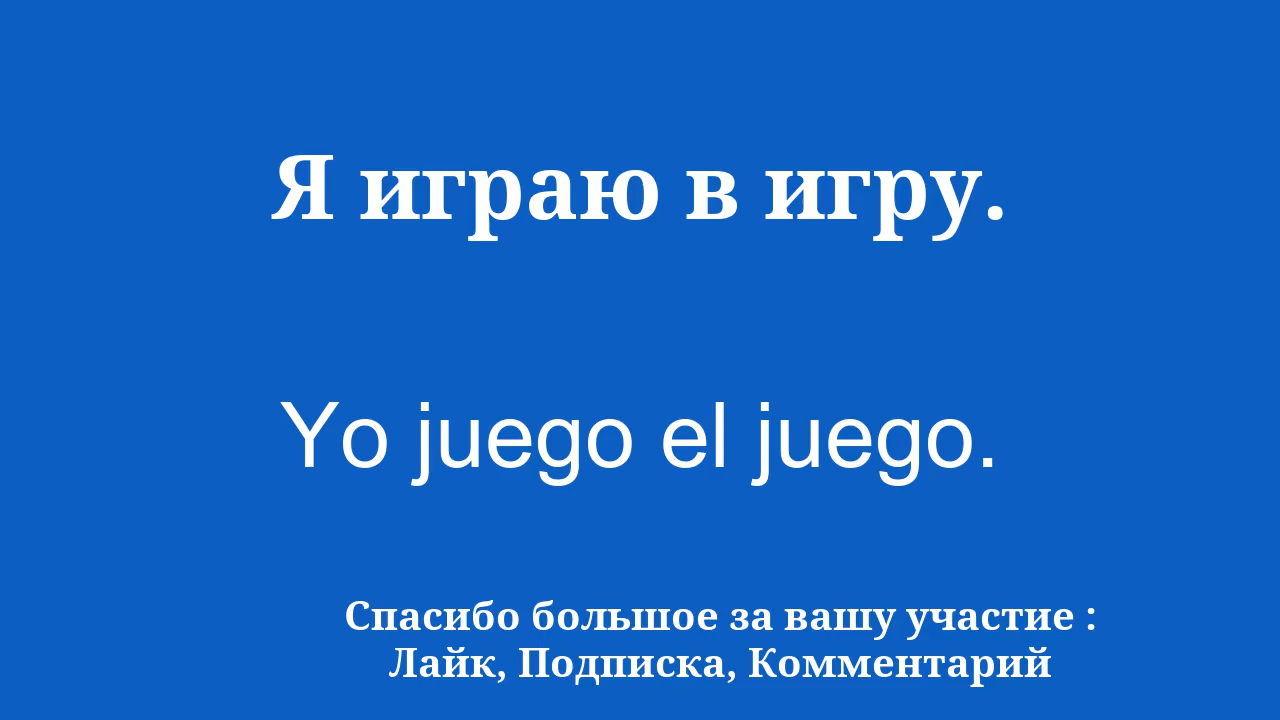 Я играю в игру.
Yo juego el juego.
Спасибо большое за вашу участие :
Лайк, Подписка, Комментарий